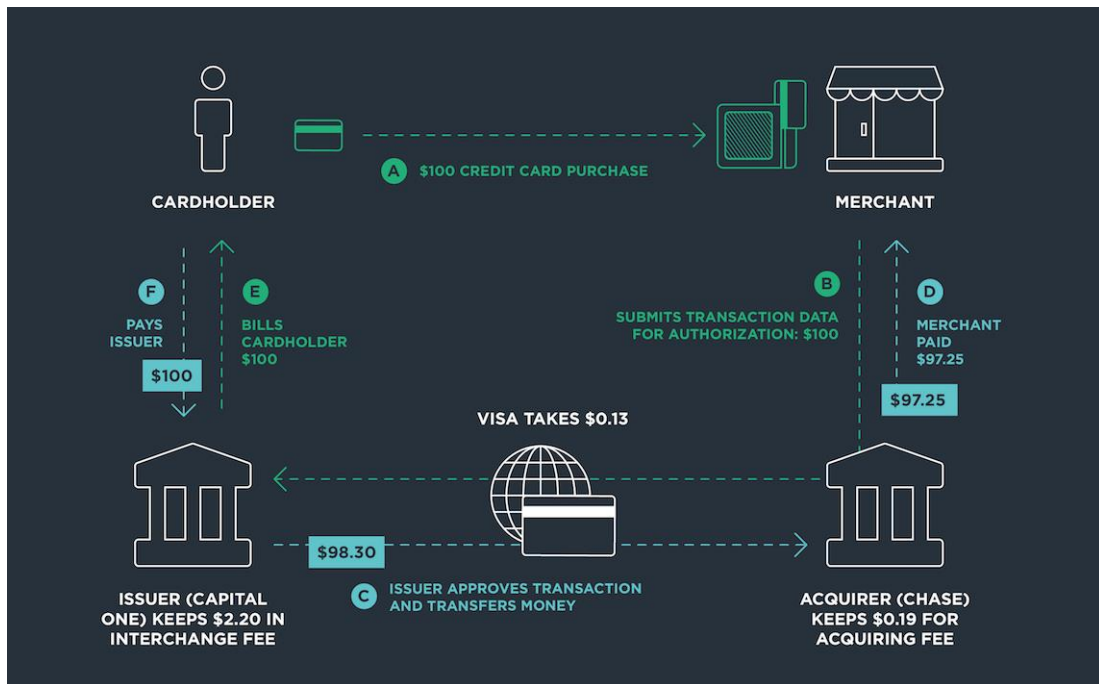 A $100 CREDIT CARD PURCHASE
CARDHOLDER
MERCHANT
F
PAYS
ISSUER
$100
E
BILLS
CARDHOLDER
$100
B
SUBMITS TRANSACTION DATA
FOR AUTHORIZATION: $100
D
MERCHANT
PAID
$97.25
$97.25
VISA TAKES $0.13
$98.30
C
ISSUER APPROVES TRANSACTION
AND TRANSFERS MONEY
ISSUER (CAPITAL
ONE) KEEPS $2.20 IN
INTERCHANGE FEE
ACQUIRER (CHASE)
KEEPS $0.19 FOR
ACQUIRING FEE